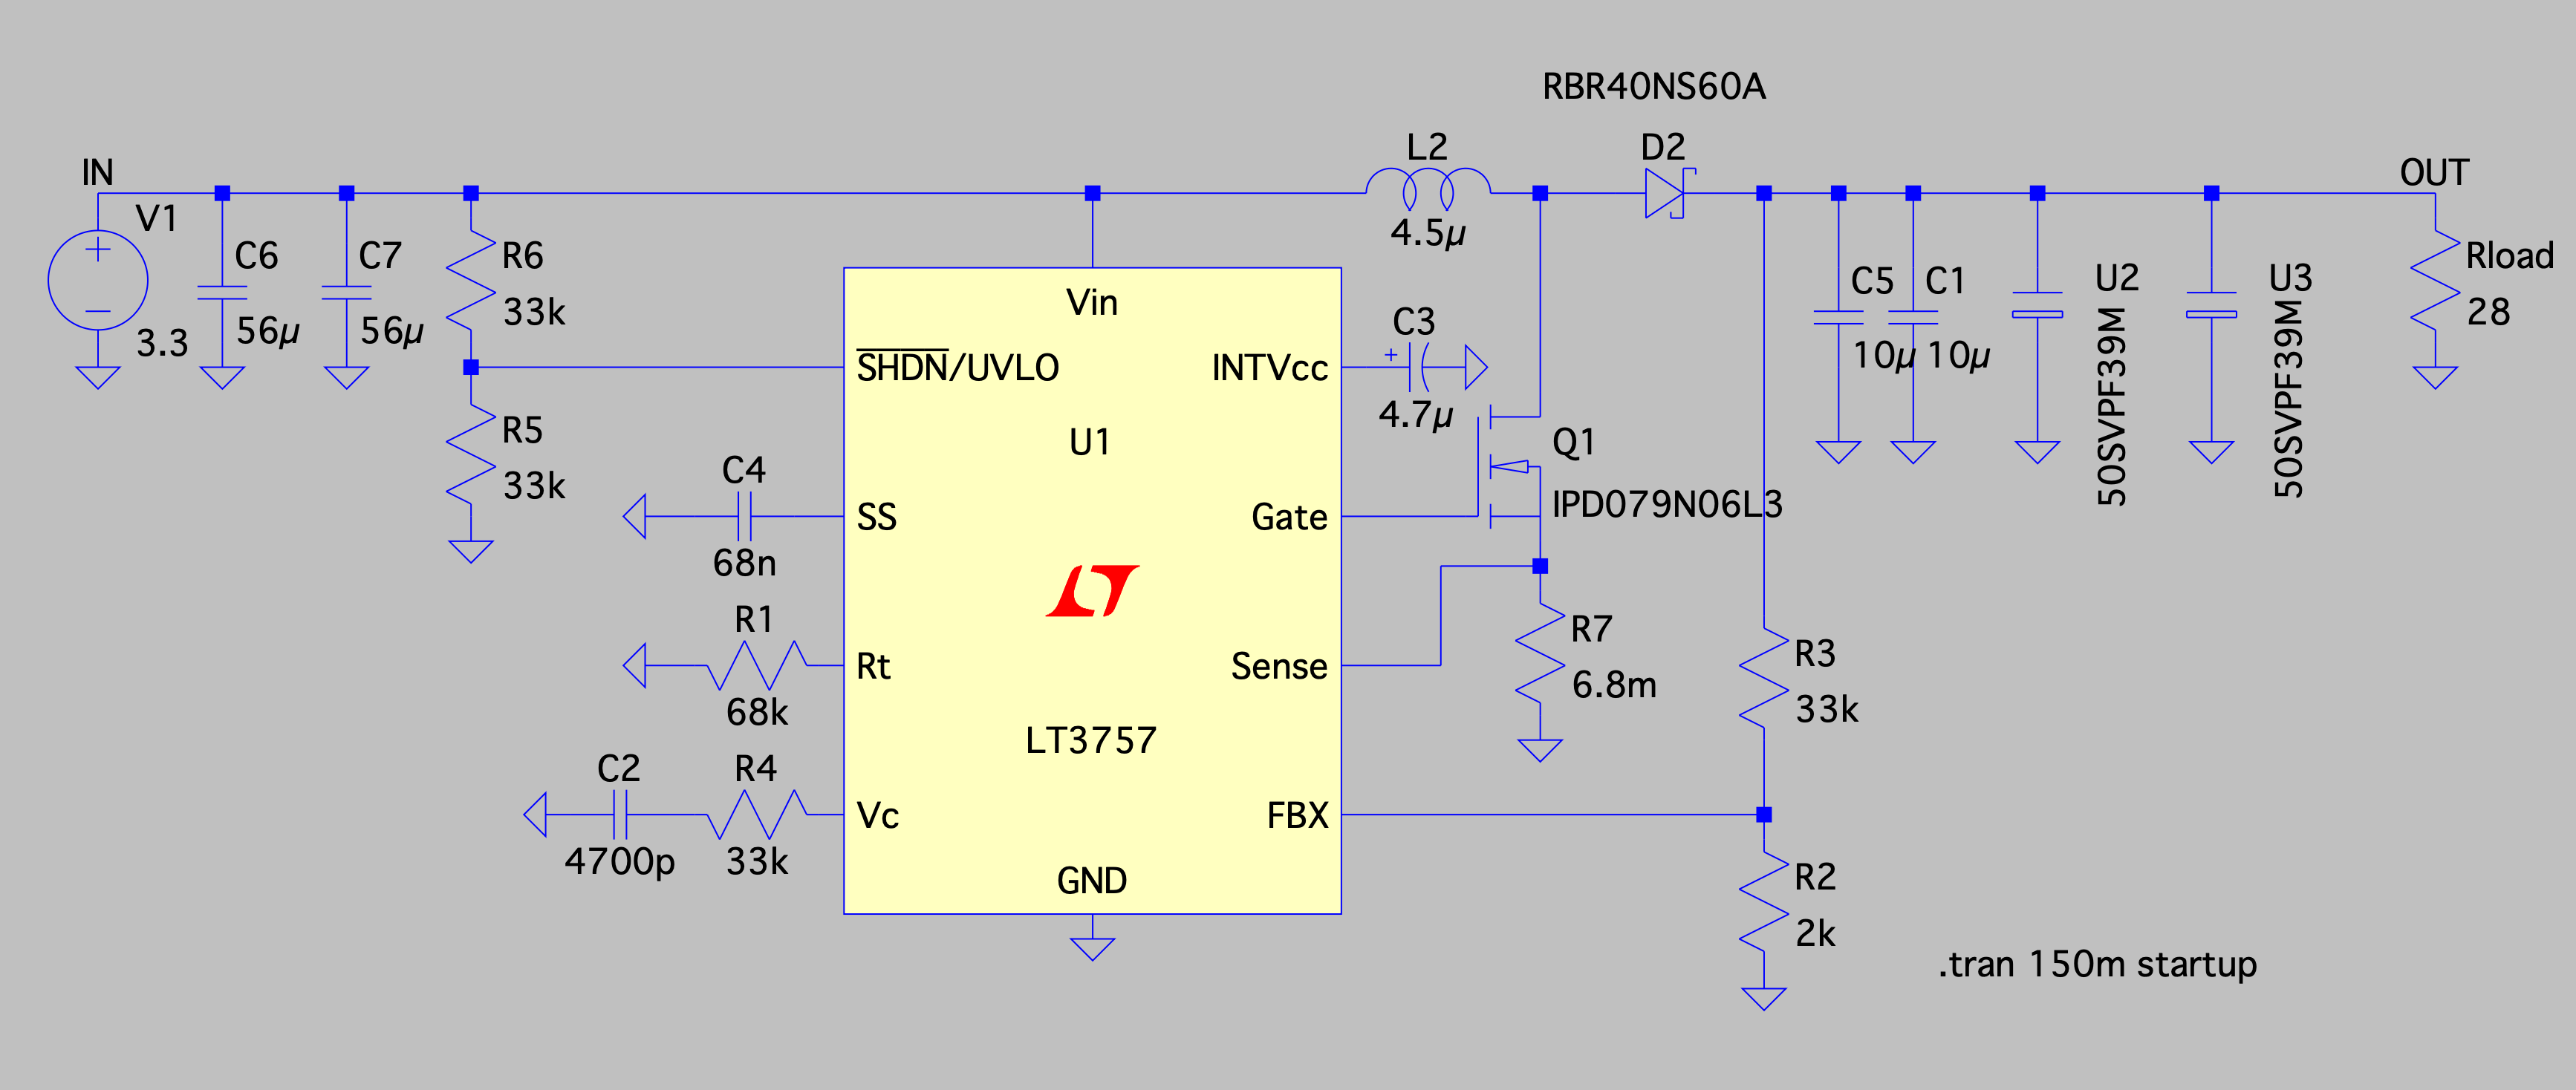 RBR40NS60A
L2
D2
4.5µ
IN
OUT
V1
3.3
C6
56µ
C7
56µ
R6
33k
R5
33k
Vin
SHDN/UVLO
INTVcc
U1
SS
Gate
Rt
Sense
LT3757
Vc
FBX
GND
C3
+
4.7µ
C4
68n
R1
68k
C2
4700p
R4
33k
Q1
IPD079N06L3
R7
6.8m
R3
33k
R2
2k
C5
10µ
C1
10µ
U2
50SVPF39M
U3
50SVPF39M
Rload
28
.tran 150m startup